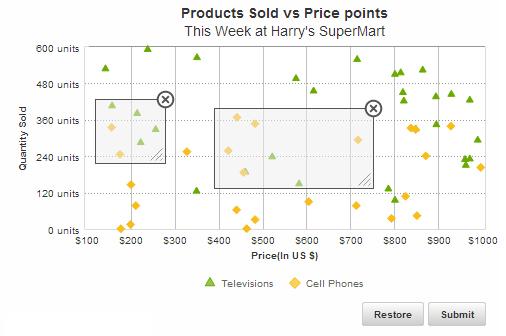 Products Sold vs Price points
This Week at Harry's SuperMart
Quantity Sold
600 units
480 units
360 units
240 units
120 units
0 units
$100 $200 $300 $400 $500 $600 $700 $800 $900 $1000
Price(In US $)
Televisions Cell Phones
Restore Submit